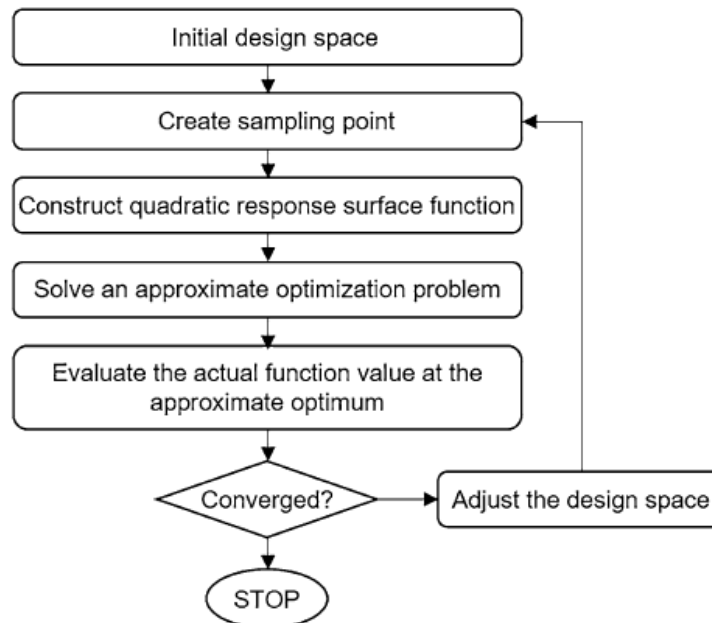 Initial design space
Create sampling point
Construct quadratic response surface function
Solve an approximate optimization problem
Evaluate the actual function value at the
approximate optimum
Converged?
Adjust the design space
STOP